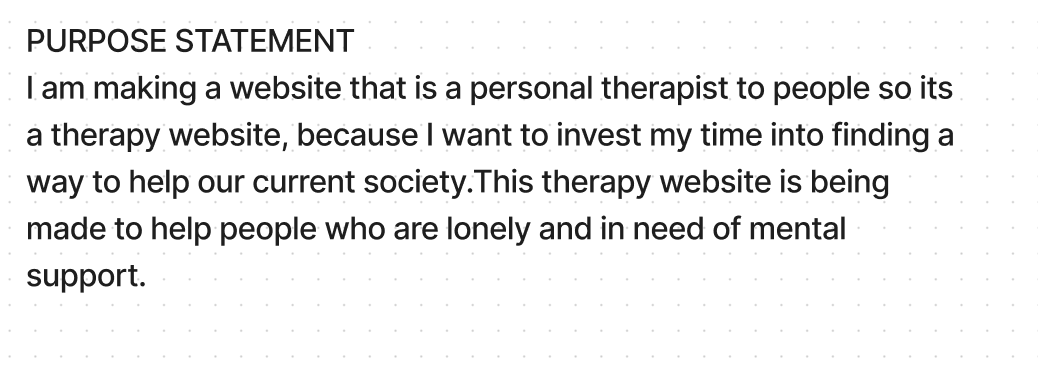 PURPOSE STATEMENT
I am making a website that is a personal therapist to people so its
a therapy website, because I want to invest my time into finding a
way to help our current society.This therapy website is being
made to help people who are lonely and in need of mental
support.